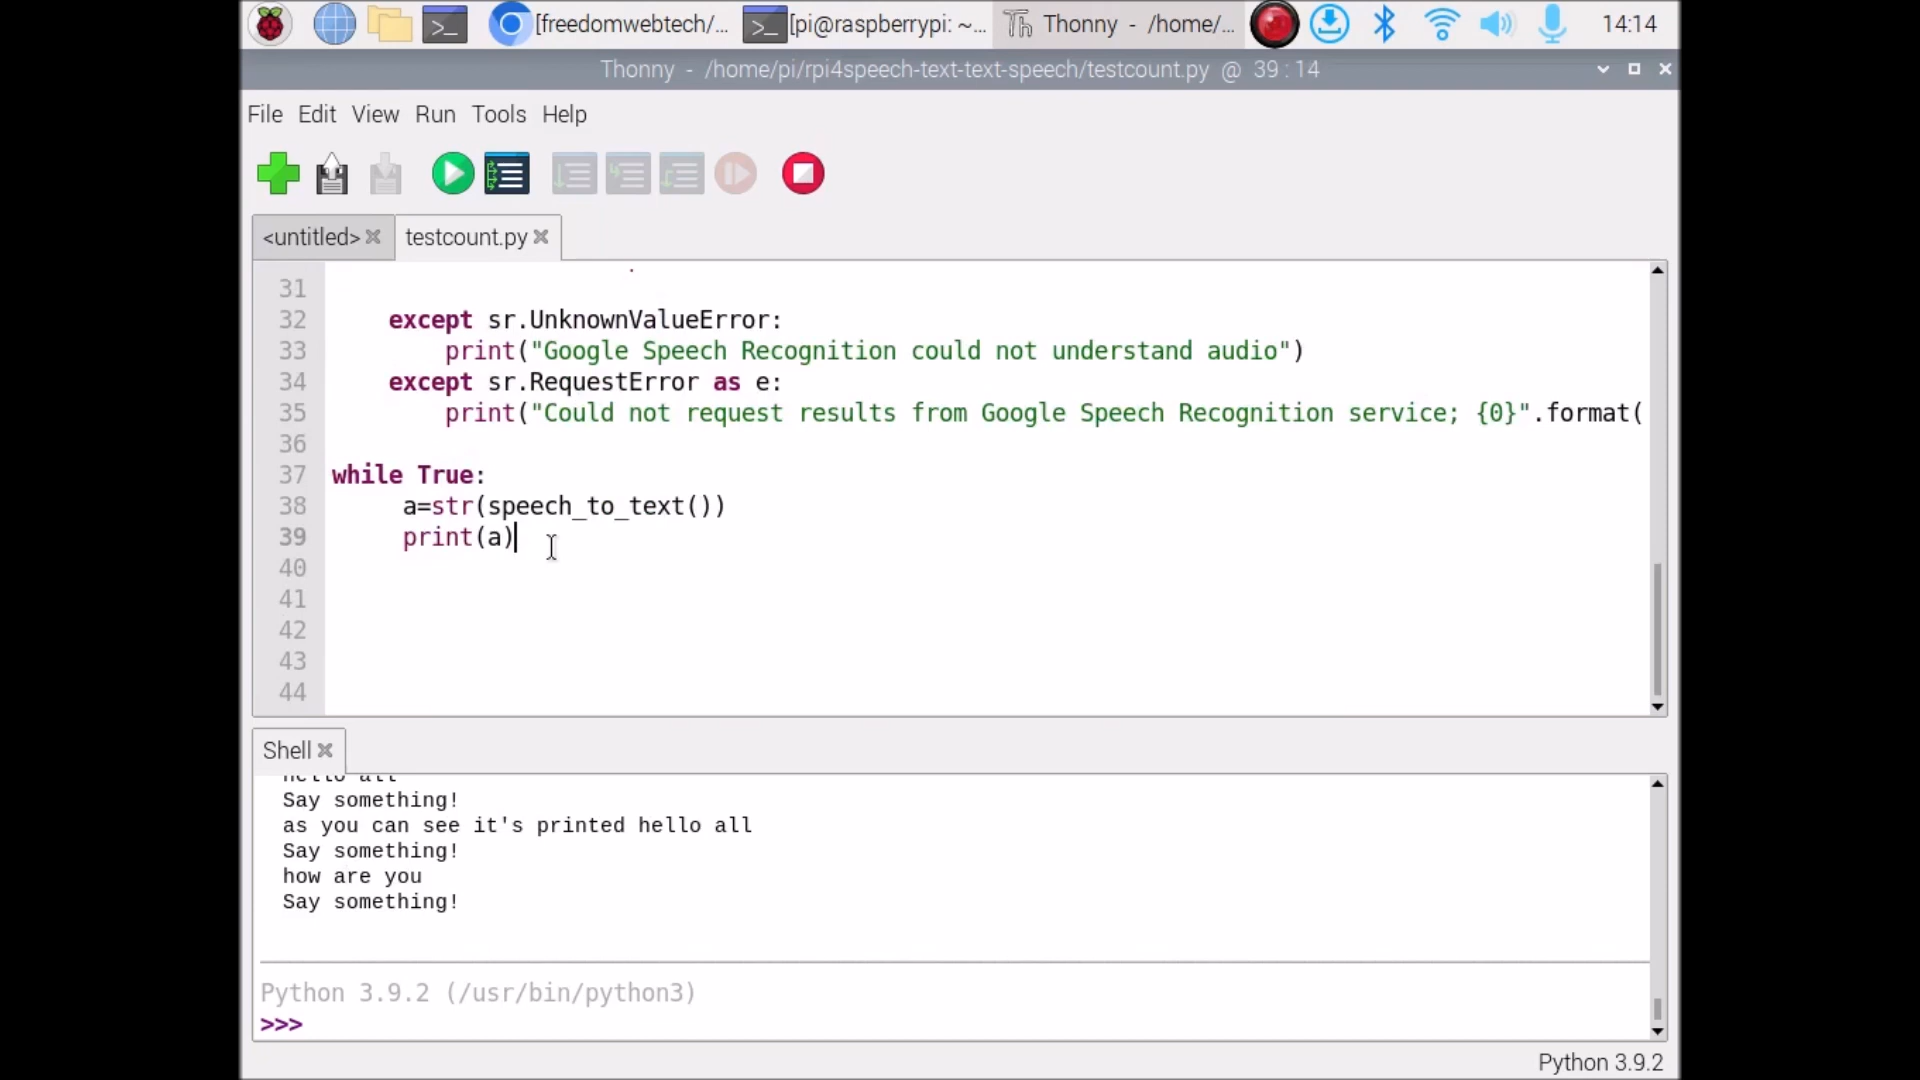 [freedomwebtech/...
[pi@raspberrypi: ~...
Thonny - /home/...
14:14
Thonny - /home/pi/rpi4speech-text-text-speech/testcount.py @ 39 : 14
File Edit View Run Tools Help
<untitled>
testcount.py
31
32 except sr.UnknownValueError:
33 print("Google Speech Recognition could not understand audio")
34 except sr.RequestError as e:
35 print("Could not request results from Google Speech Recognition service; {0}".format(
36
37 while True:
38 a=str(speech_to_text())
39 print(a)
40
41
42
43
44
Shell
hello all
Say something!
as you can see it's printed hello all
Say something!
how are you
Say something!
Python 3.9.2 (/usr/bin/python3)
>>>
Python 3.9.2